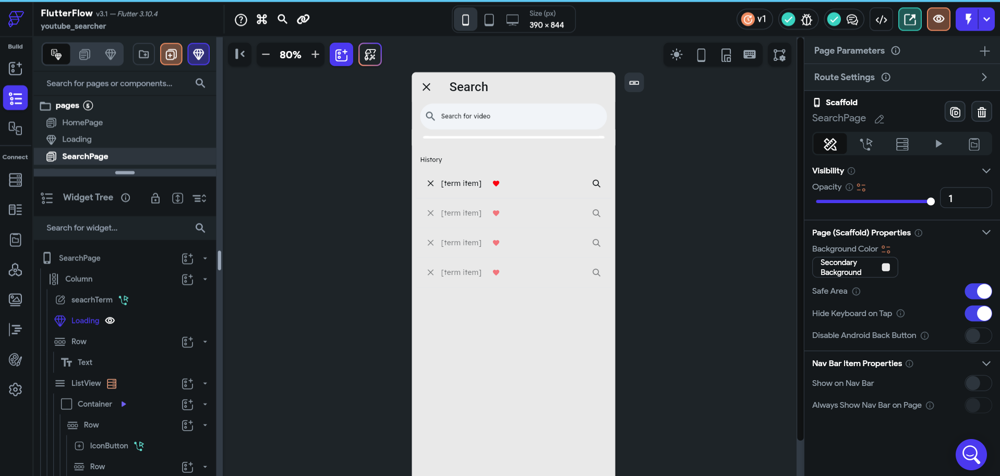 FlutterFlow v3.1 — Flutter 3.10.4
youtube_searcher
Size (px)
390 × 844
v1
Build
Connect
Search for pages or components...
pages 5
HomePage
Loading
SearchPage
Widget Tree
Search for widget...
SearchPage
Column
seacrhTerm
Loading
Row
Text
ListView
Container
Row
IconButton
Row
80%
Search
Search for video
History
[term item]
[term item]
[term item]
[term item]
Page Parameters
Route Settings
Scaffold
SearchPage
Visibility
Opacity
1
Page (Scaffold) Properties
Background Color
Secondary
Background
Safe Area
Hide Keyboard on Tap
Disable Android Back Button
Nav Bar Item Properties
Show on Nav Bar
Always Show Nav Bar on Page